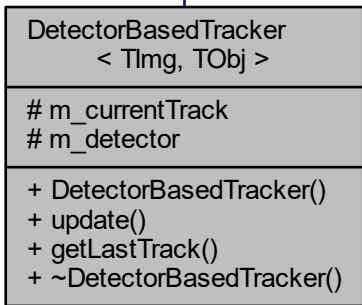 DetectorBasedTracker
< TImg, TObj >
# m_currentTrack
# m_detector
+ DetectorBasedTracker()
+ update()
+ getLastTrack()
+ ~DetectorBasedTracker()